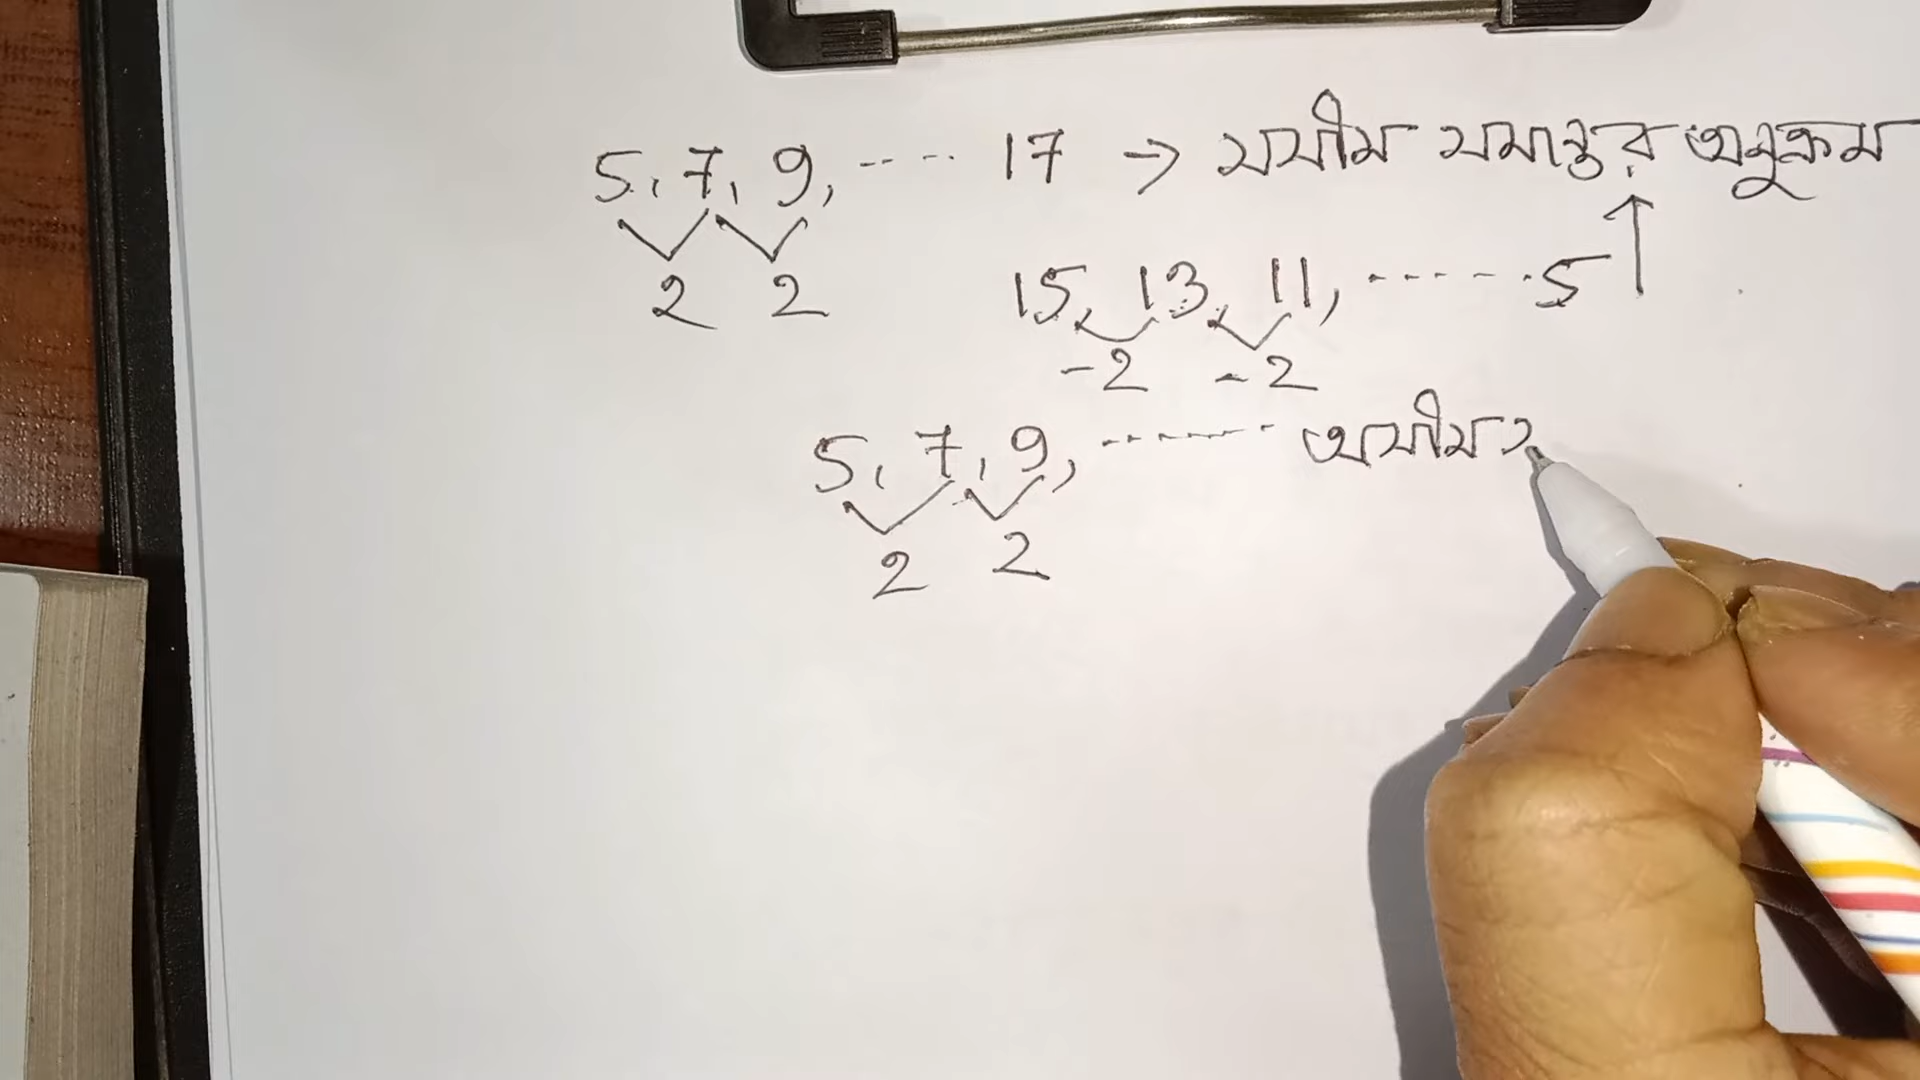 5, 7, 9, ---- 17 → সসীম সমান্তর অনুক্রম
2 2
15, 13, 11, ------ 5 ↑
-2 -2
5, 7, 9, ------- অসীম
2 2